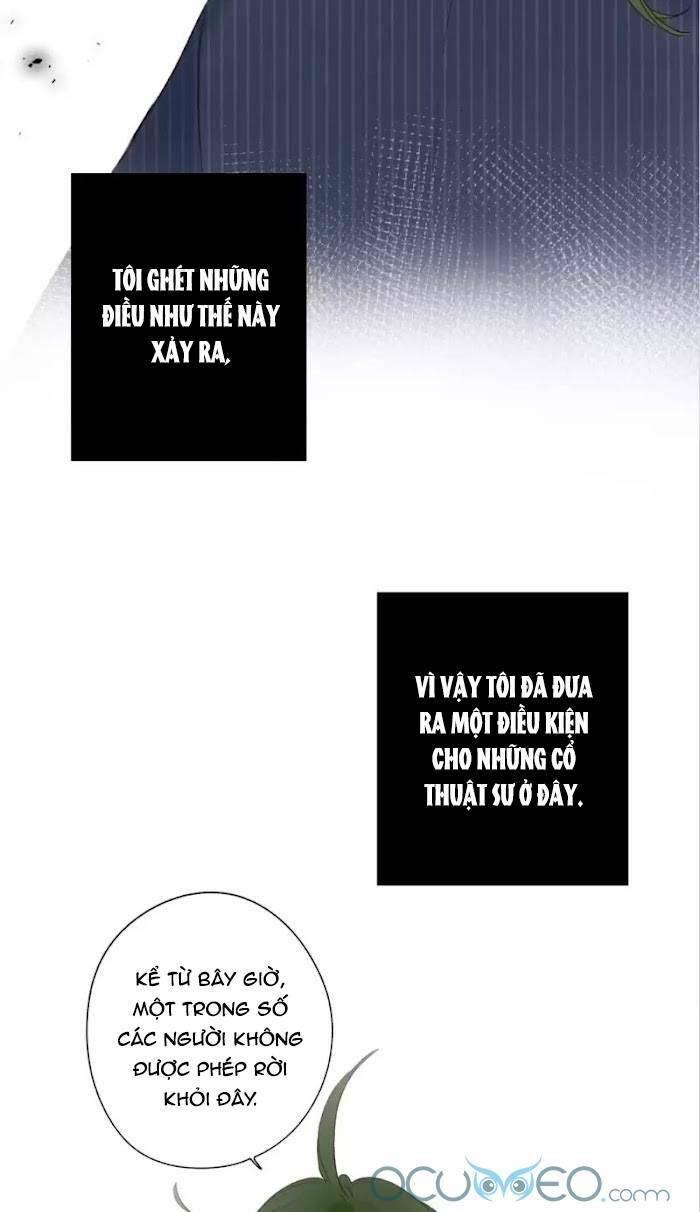 TÔI GHÉT NHỮNG
ĐIỀU NHƯ THẾ NÀY
XẢY RA,
VÌ VẬY TÔI ĐÃ ĐƯA
RA MỘT ĐIỀU KIỆN
CHO NHỮNG CỔ
THUẬT SƯ Ở ĐÂY.
KỂ TỪ BÂY GIỜ,
MỘT TRONG SỐ
CÁC NGƯỜI KHÔNG
ĐƯỢC PHÉP RỜI
KHỎI ĐÂY.
OCUMEO.com